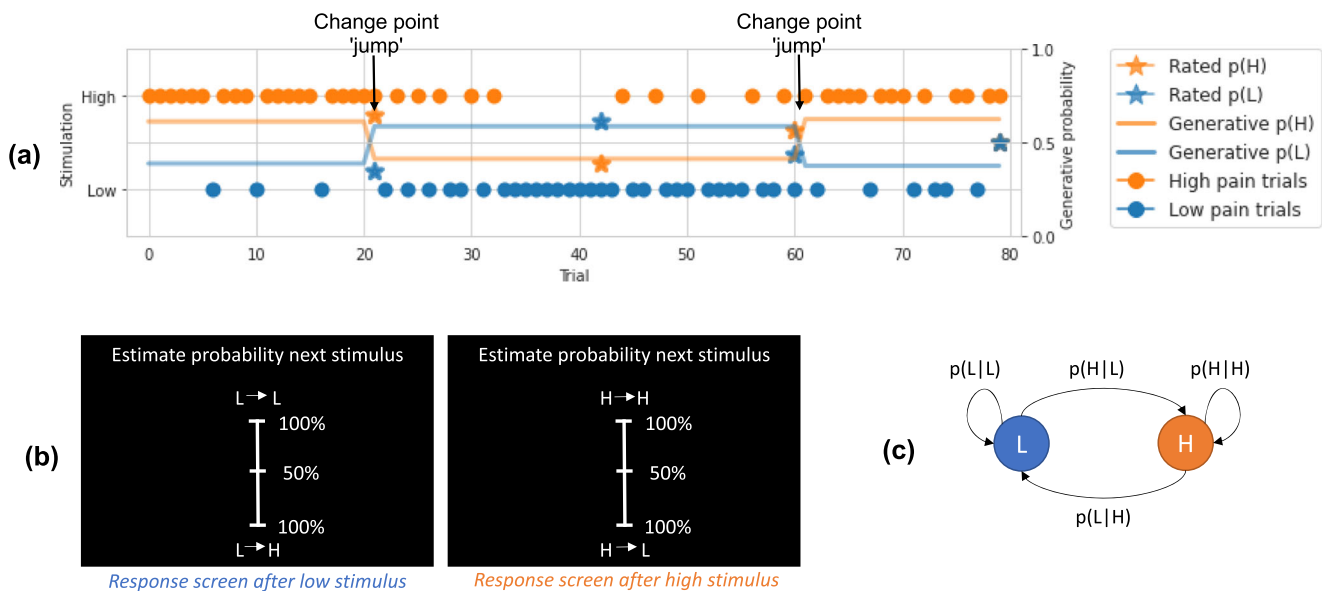 Change point
'jump'
Change point
'jump'
(a)
Stimulation
High
Low
1.0
0.5
0.0
Generative probability
0 10 20 30 40 50 60 70 80
Trial
Rated p(H)
Rated p(L)
Generative p(H)
Generative p(L)
High pain trials
Low pain trials
(b)
Estimate probability next stimulus
L → L
100%
50%
100%
L → H
Response screen after low stimulus
Estimate probability next stimulus
H → H
100%
50%
100%
H → L
Response screen after high stimulus
(c)
p(L|L)
p(H|L)
p(H|H)
L
H
p(L|H)